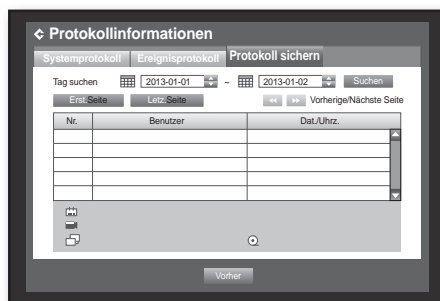 Protokollinformationen
Systemprotokoll Ereignisprotokoll Protokoll sichern
Tag suchen 2013-01-01 – 2013-01-02 Suchen
Erst.Seite Letz.Seite Vorherige/Nächste Seite
Nr. Benutzer Dat./Uhrz.
Vorher